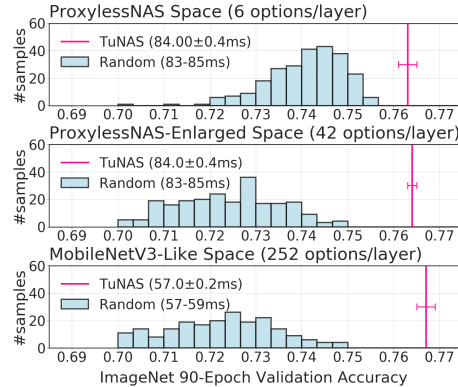 ProxylessNAS Space (6 options/layer)
60
40
20
0
#samples
TuNAS (84.00±0.4ms)
Random (83-85ms)
0.69 0.70 0.71 0.72 0.73 0.74 0.75 0.76 0.77
ProxylessNAS-Enlarged Space (42 options/layer)
60
40
20
0
#samples
TuNAS (84.0±0.4ms)
Random (83-85ms)
0.69 0.70 0.71 0.72 0.73 0.74 0.75 0.76 0.77
MobileNetV3-Like Space (252 options/layer)
60
40
20
0
#samples
TuNAS (57.0±0.2ms)
Random (57-59ms)
0.69 0.70 0.71 0.72 0.73 0.74 0.75 0.76 0.77
ImageNet 90-Epoch Validation Accuracy